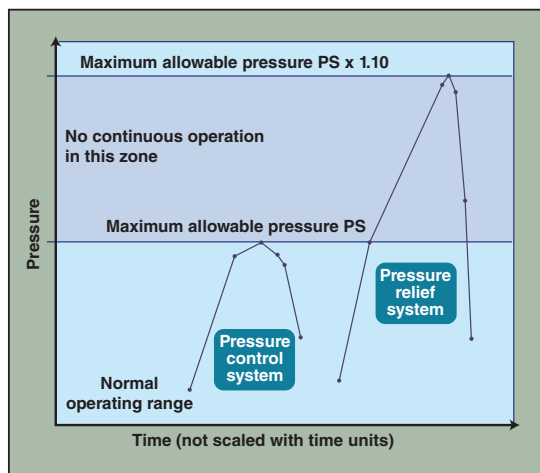 Maximum allowable pressure PS x 1.10
No continuous operation
in this zone
Maximum allowable pressure PS
Pressure
Pressure
relief
system
Pressure
control
system
Normal
operating range
Time (not scaled with time units)